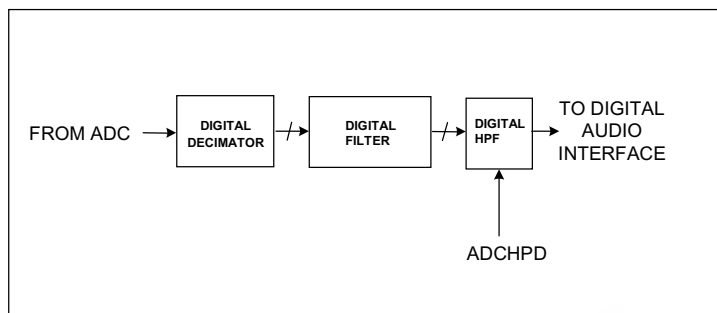 FROM ADC
DIGITAL
DECIMATOR
DIGITAL
FILTER
DIGITAL
HPF
TO DIGITAL
AUDIO
INTERFACE
ADCHPD